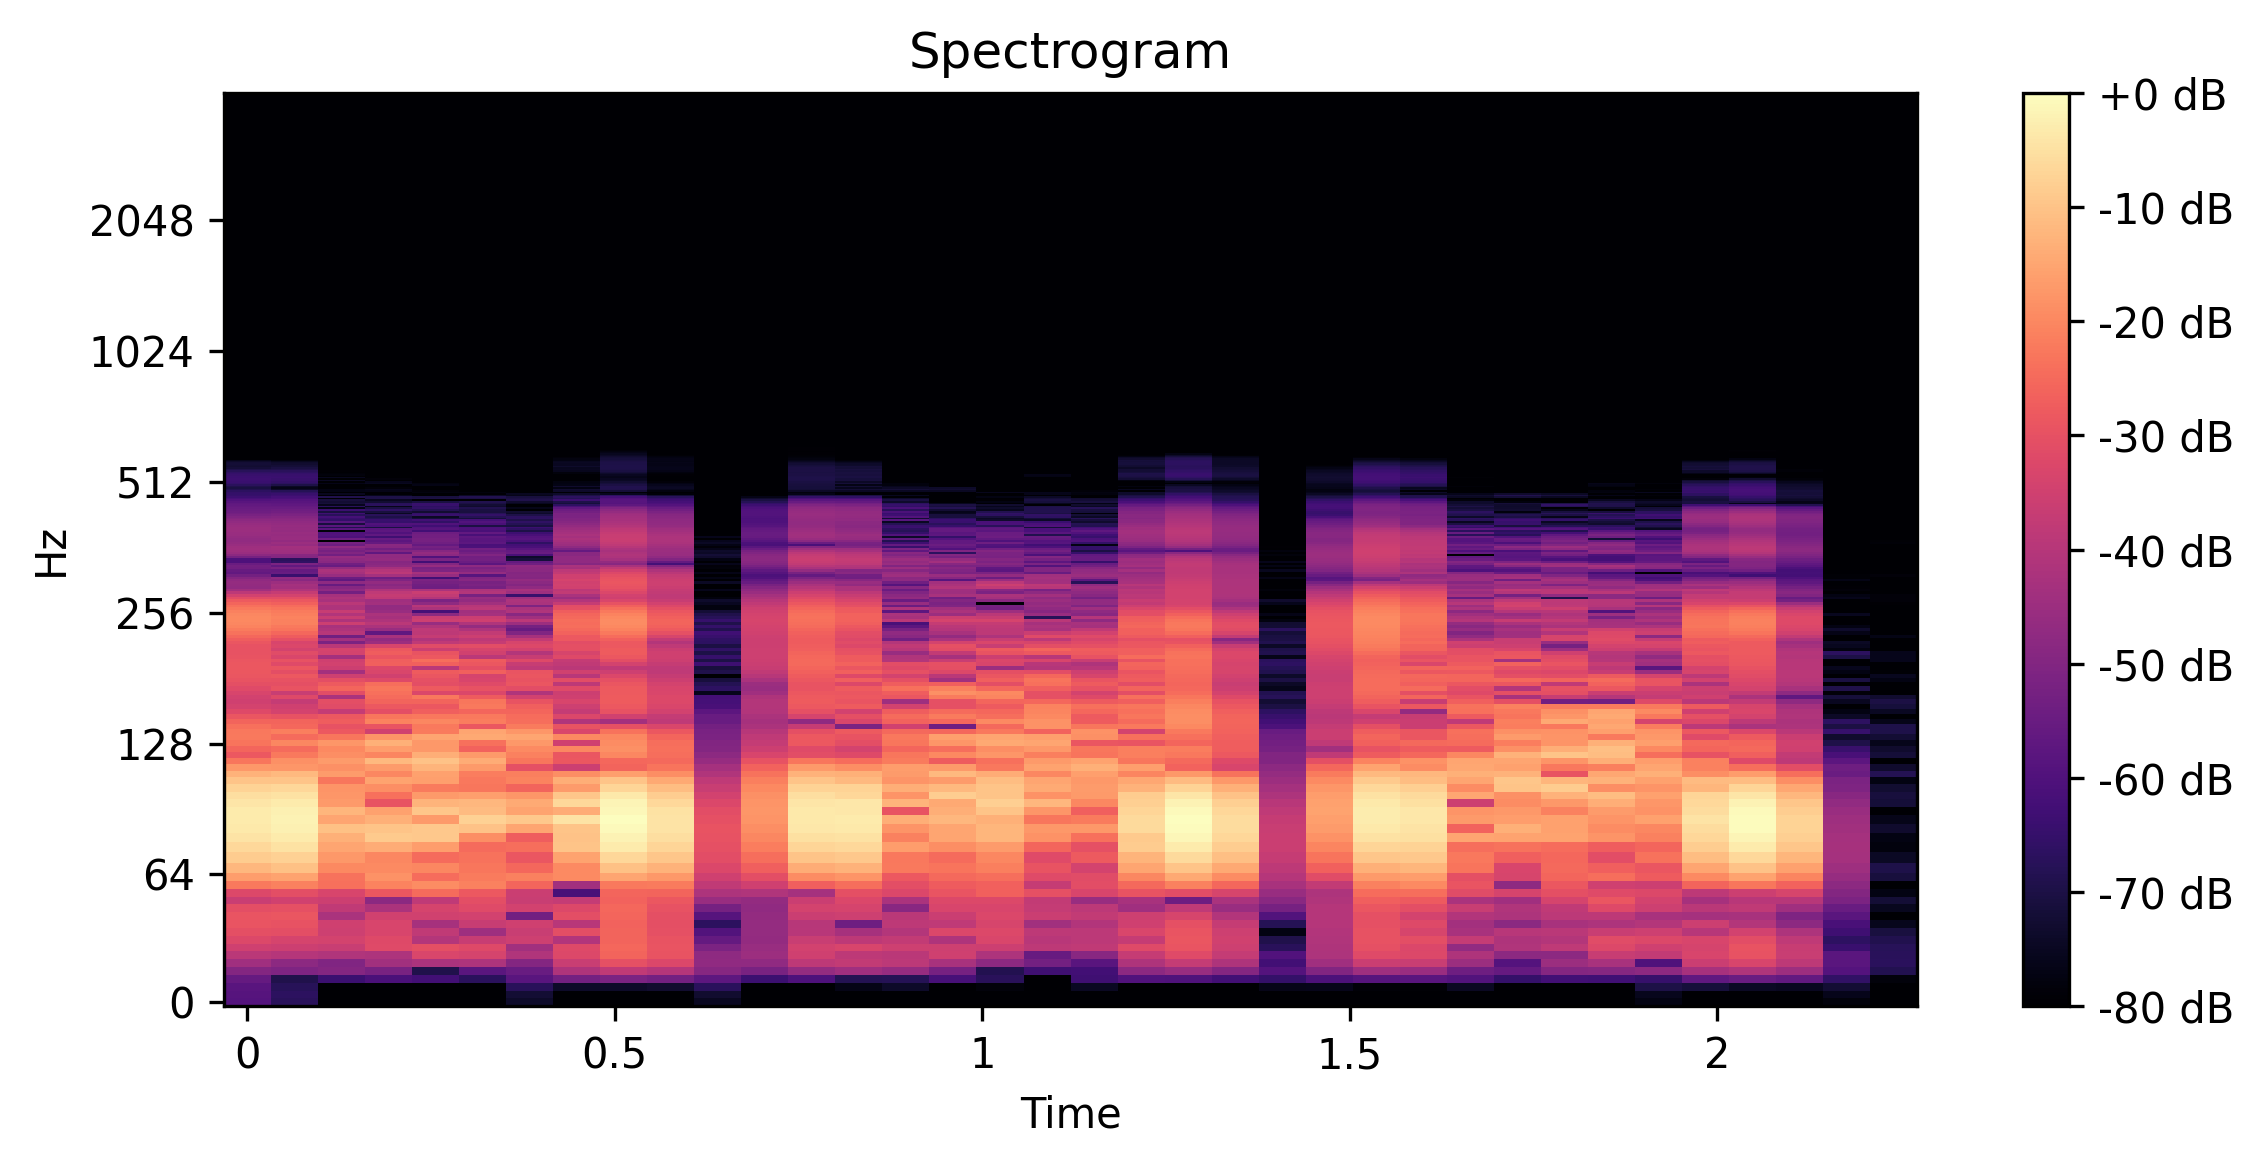 Spectrogram
Hz
2048
1024
512
256
128
64
0
0 0.5 1 1.5 2
Time
+0 dB
-10 dB
-20 dB
-30 dB
-40 dB
-50 dB
-60 dB
-70 dB
-80 dB